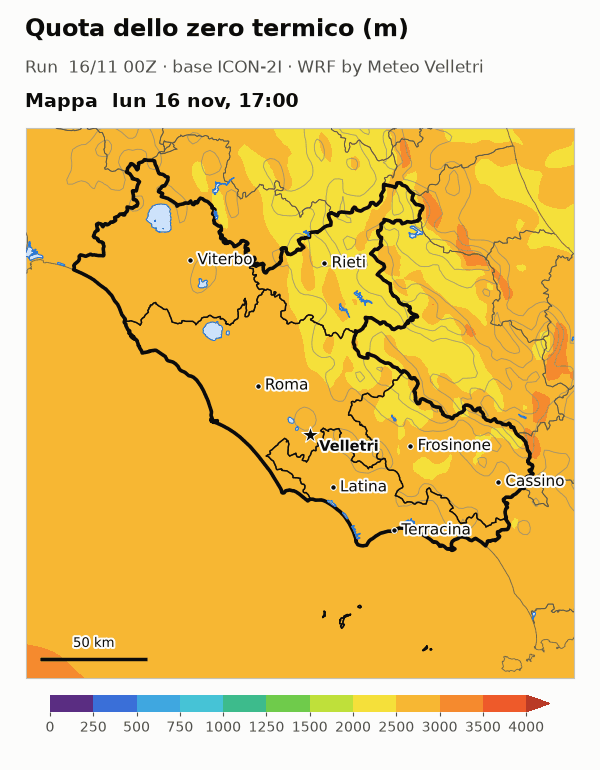 Quota dello zero termico (m)
Run  16/11 00Z · base ICON-2I · WRF by Meteo Velletri
Mappa  lun 16 nov, 17:00
Viterbo
Rieti
Roma
Velletri
Frosinone
Latina
Cassino
Terracina
50 km
0 250 500 750 1000 1250 1500 2000 2500 3000 3500 4000